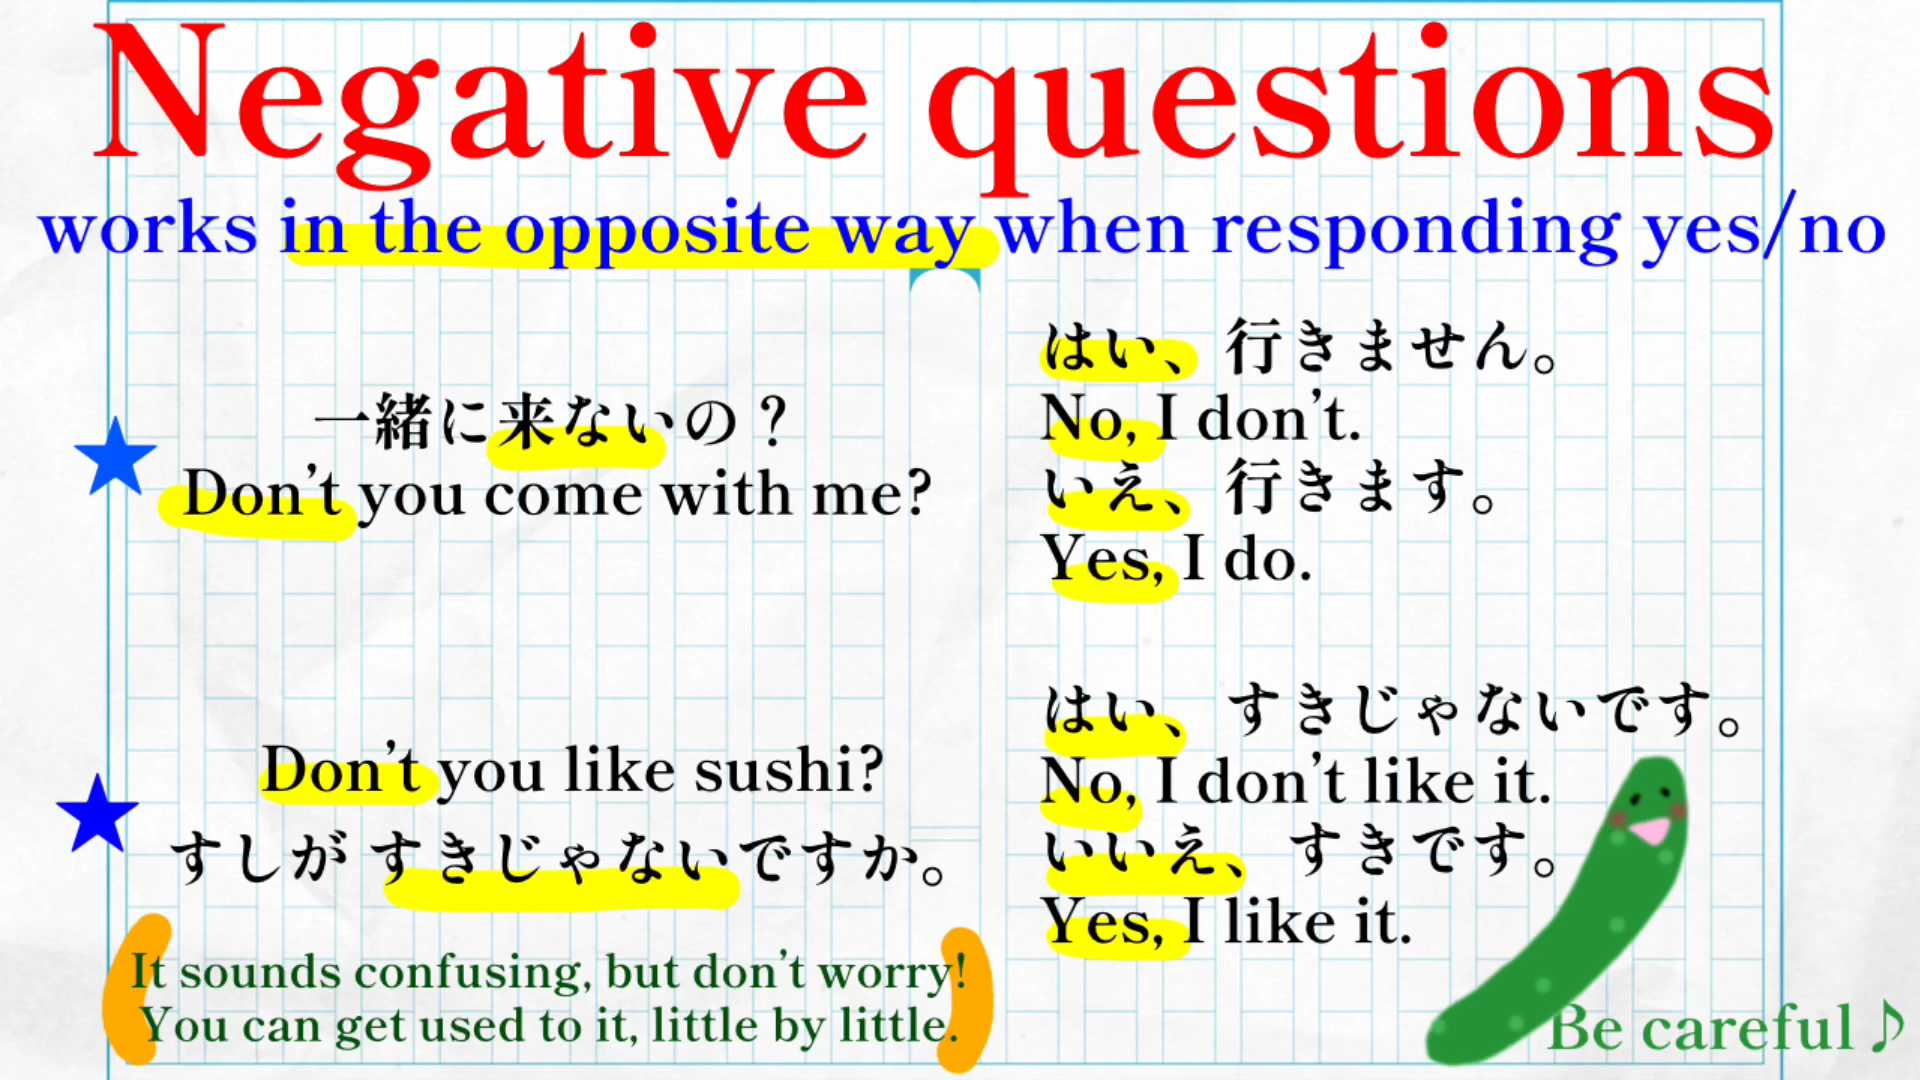 Negative questions
works in the opposite way when responding yes/no
一緒に来ないの？
Don't you come with me?
はい、行きません。
No, I don't.
いえ、行きます。
Yes, I do.
Don't you like sushi?
すしが すきじゃないですか。
はい、すきじゃないです。
No, I don't like it.
いいえ、すきです。
Yes, I like it.
It sounds confusing, but don't worry!
You can get used to it, little by little.
Be careful♪